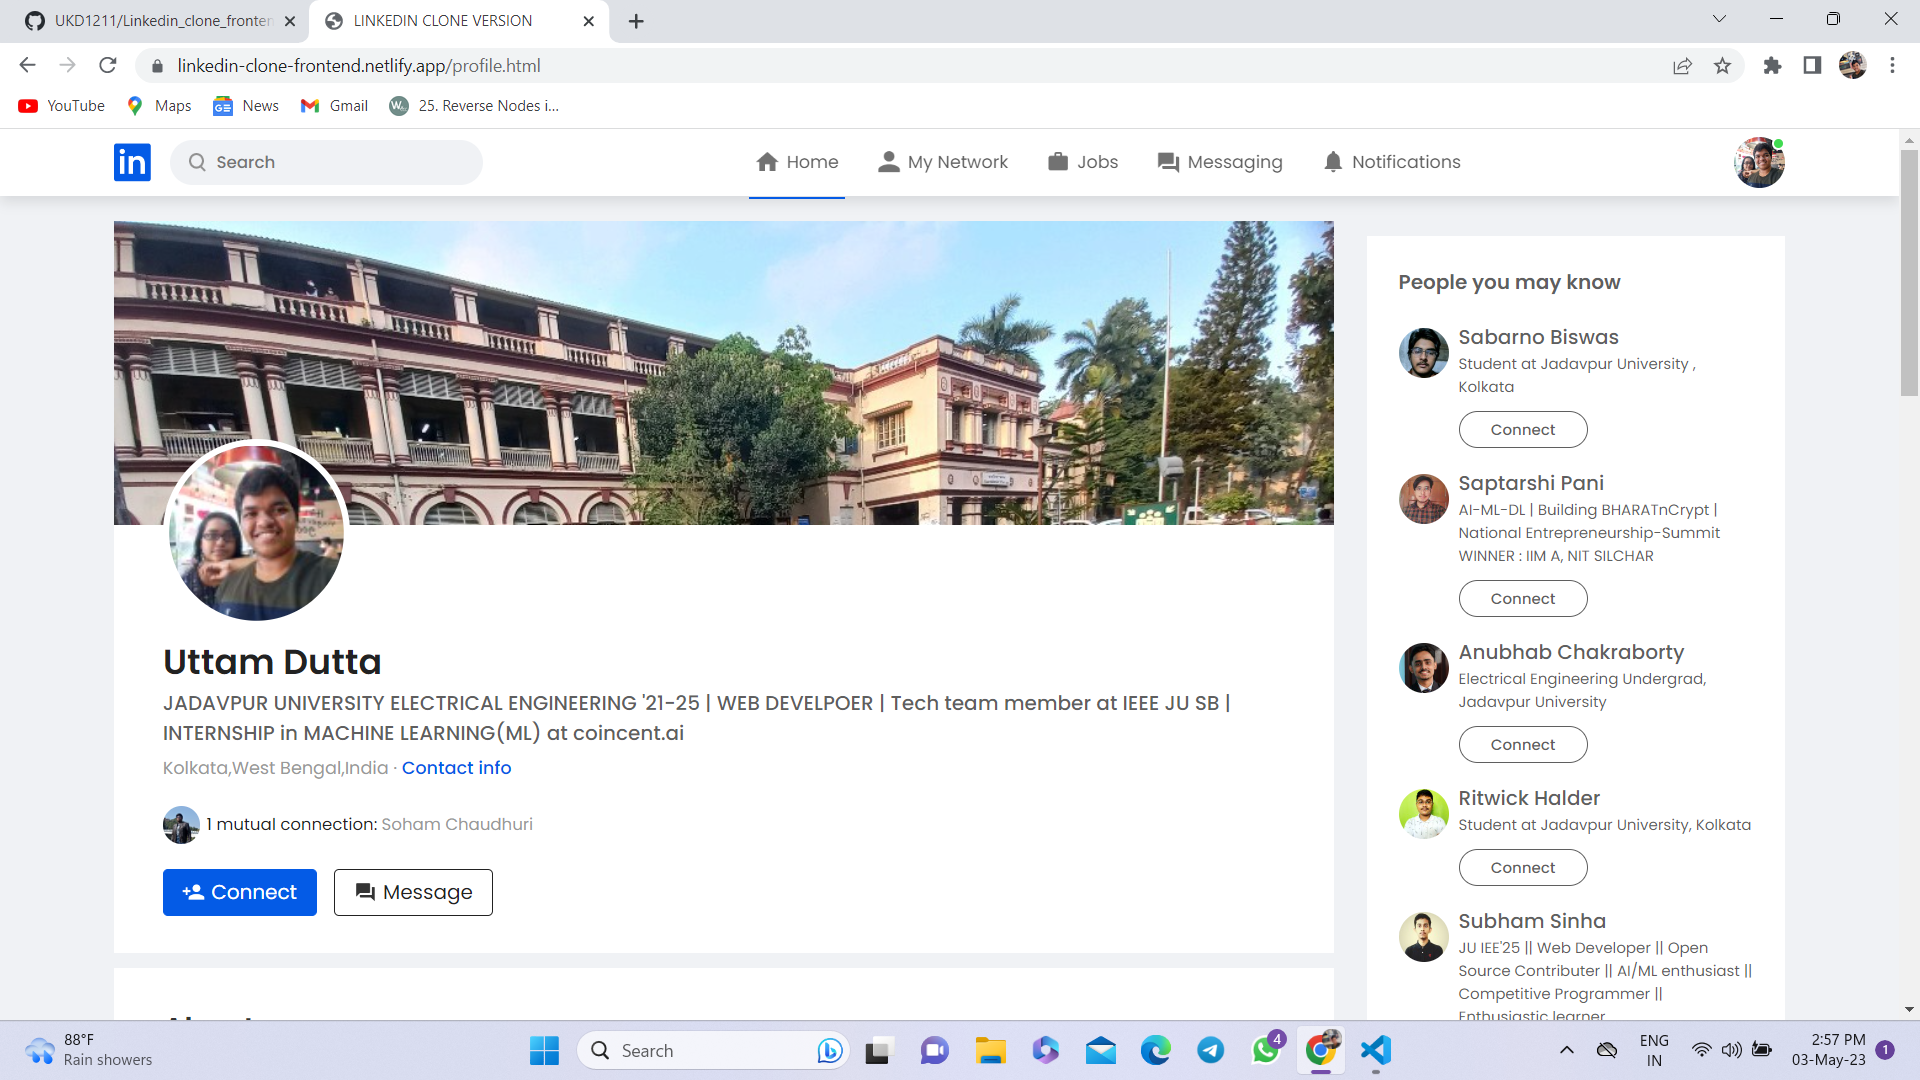 UKD1211/Linkedin_clone_fronten
LINKEDIN CLONE VERSION
linkedin-clone-frontend.netlify.app/profile.html
YouTube
Maps
News
Gmail
25. Reverse Nodes i...
in
Search
Home
My Network
Jobs
Messaging
Notifications
Uttam Dutta
JADAVPUR UNIVERSITY ELECTRICAL ENGINEERING '21-25 | WEB DEVELPOER | Tech team member at IEEE JU SB |
INTERNSHIP in MACHINE LEARNING(ML) at coincent.ai
Kolkata,West Bengal,India · Contact info
1 mutual connection: Soham Chaudhuri
Connect
Message
People you may know
Sabarno Biswas
Student at Jadavpur University ,
Kolkata
Connect
Saptarshi Pani
AI-ML-DL | Building BHARATnCrypt |
National Entrepreneurship-Summit
WINNER : IIM A, NIT SILCHAR
Connect
Anubhab Chakraborty
Electrical Engineering Undergrad,
Jadavpur University
Connect
Ritwick Halder
Student at Jadavpur University, Kolkata
Connect
Subham Sinha
JU IEE'25 || Web Developer || Open
Source Contributer || AI/ML enthusiast ||
Competitive Programmer ||
Enthusiastic learner
88°F
Rain showers
Search
4
ENG
IN
2:57 PM
03-May-23
1